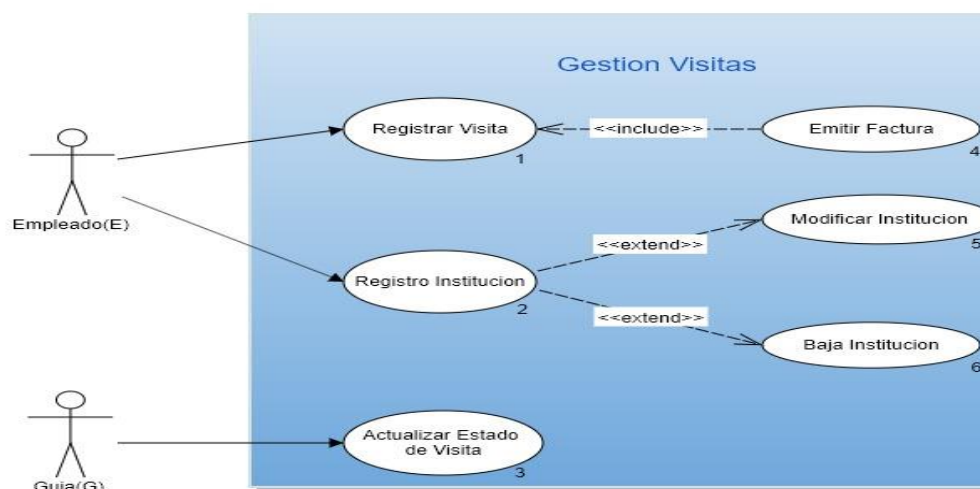 Gestion Visitas
Registrar Visita
1
<<include>>
Emitir Factura
4
Empleado(E)
Modificar Institucion
5
<<extend>>
Registro Institucion
2
<<extend>>
Baja Institucion
6
Actualizar Estado
de Visita
3
Guia(G)